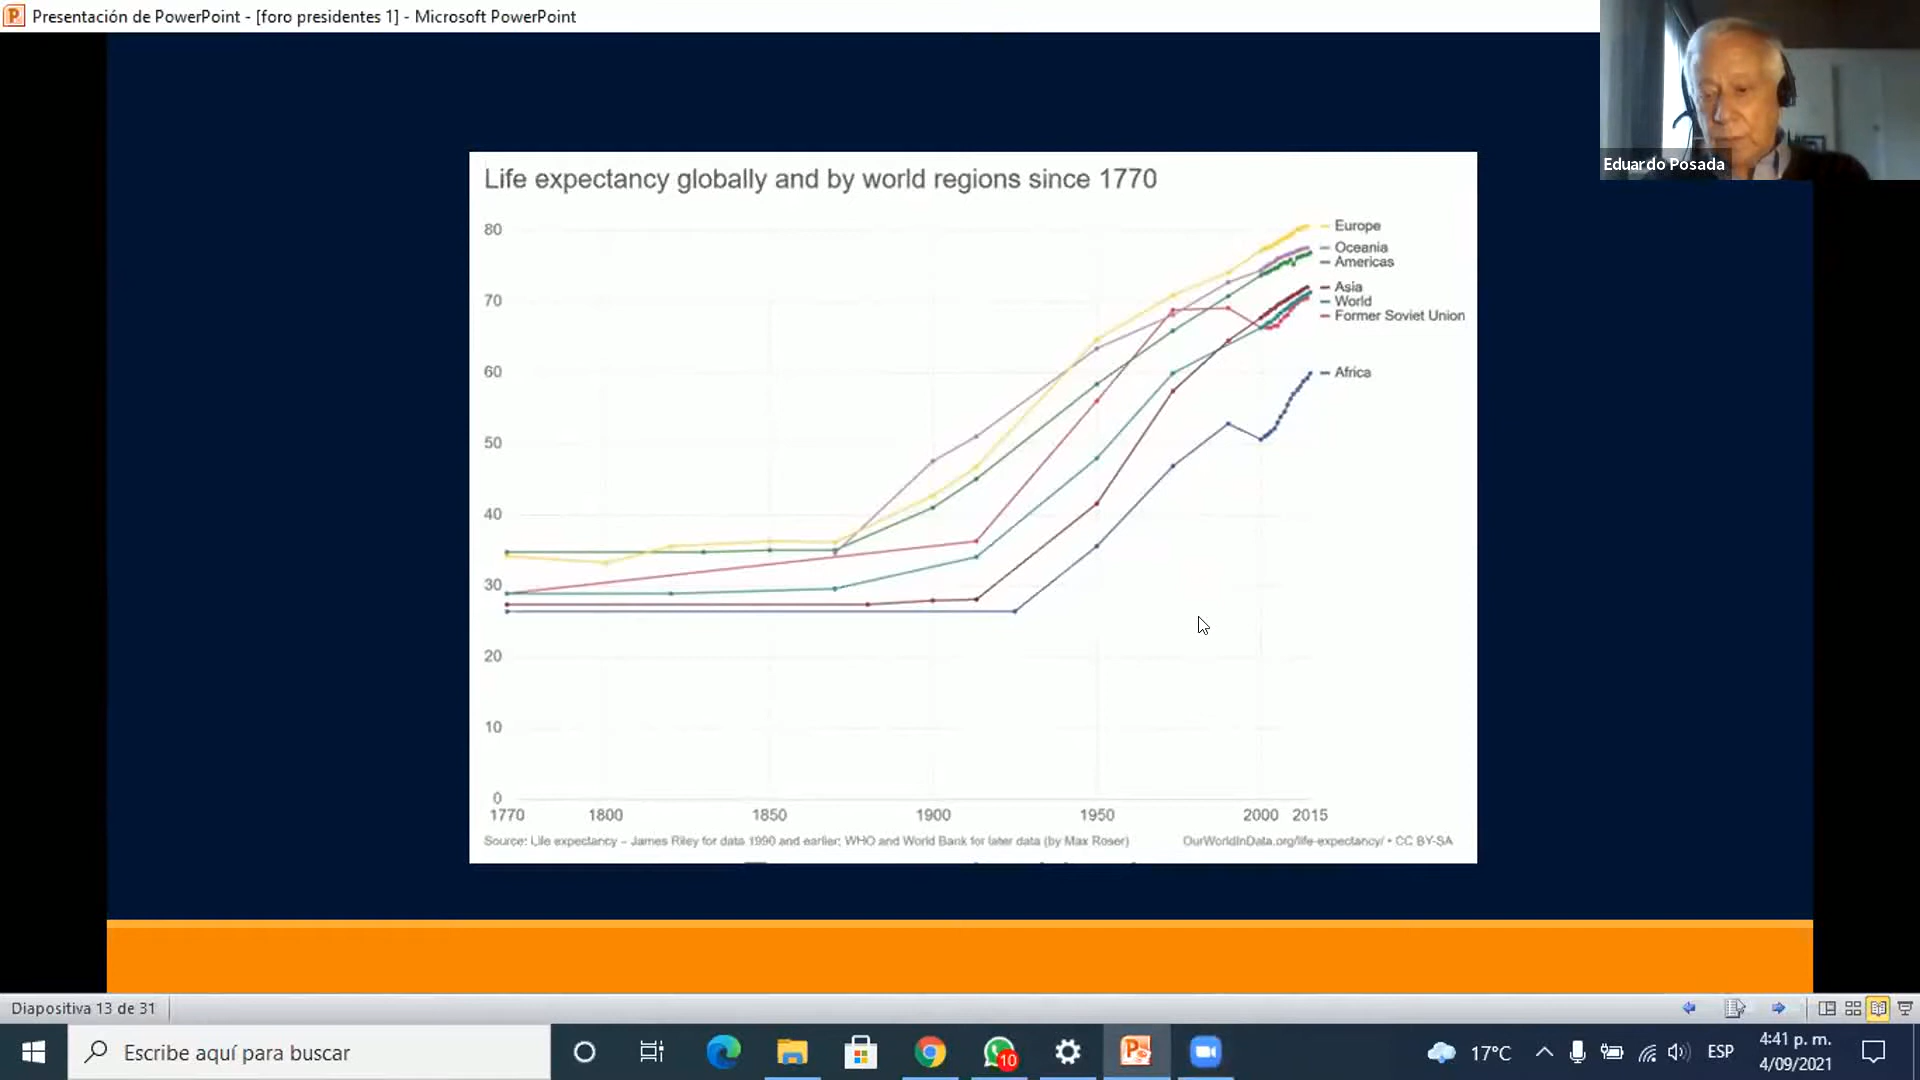 Presentación de PowerPoint - [foro presidentes 1] - Microsoft PowerPoint
Eduardo Posada
Life expectancy globally and by world regions since 1770
80
70
60
50
40
30
20
10
0
Europe
Oceania
Americas
Asia
World
Former Soviet Union
Africa
1770 1800 1850 1900 1950 2000 2015
Source: Life expectancy – James Riley for data 1990 and earlier; WHO and World Bank for later data (by Max Roser)
OurWorldInData.org/life-expectancy/ • CC BY-SA
Diapositiva 13 de 31
Escribe aquí para buscar
10
17°C
ESP
4:41 p. m.
4/09/2021